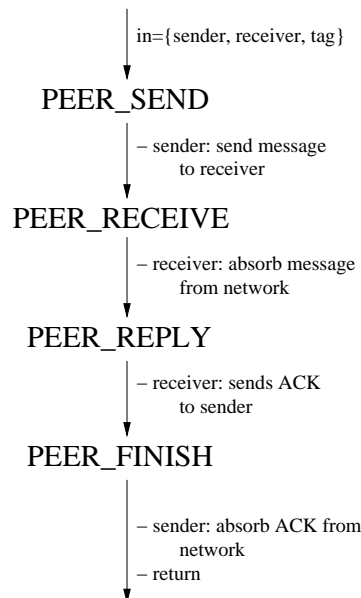 in={sender, receiver, tag}
PEER_SEND
– sender: send message
to receiver
PEER_RECEIVE
– receiver: absorb message
from network
PEER_REPLY
– receiver: sends ACK
to sender
PEER_FINISH
– sender: absorb ACK from
network
– return